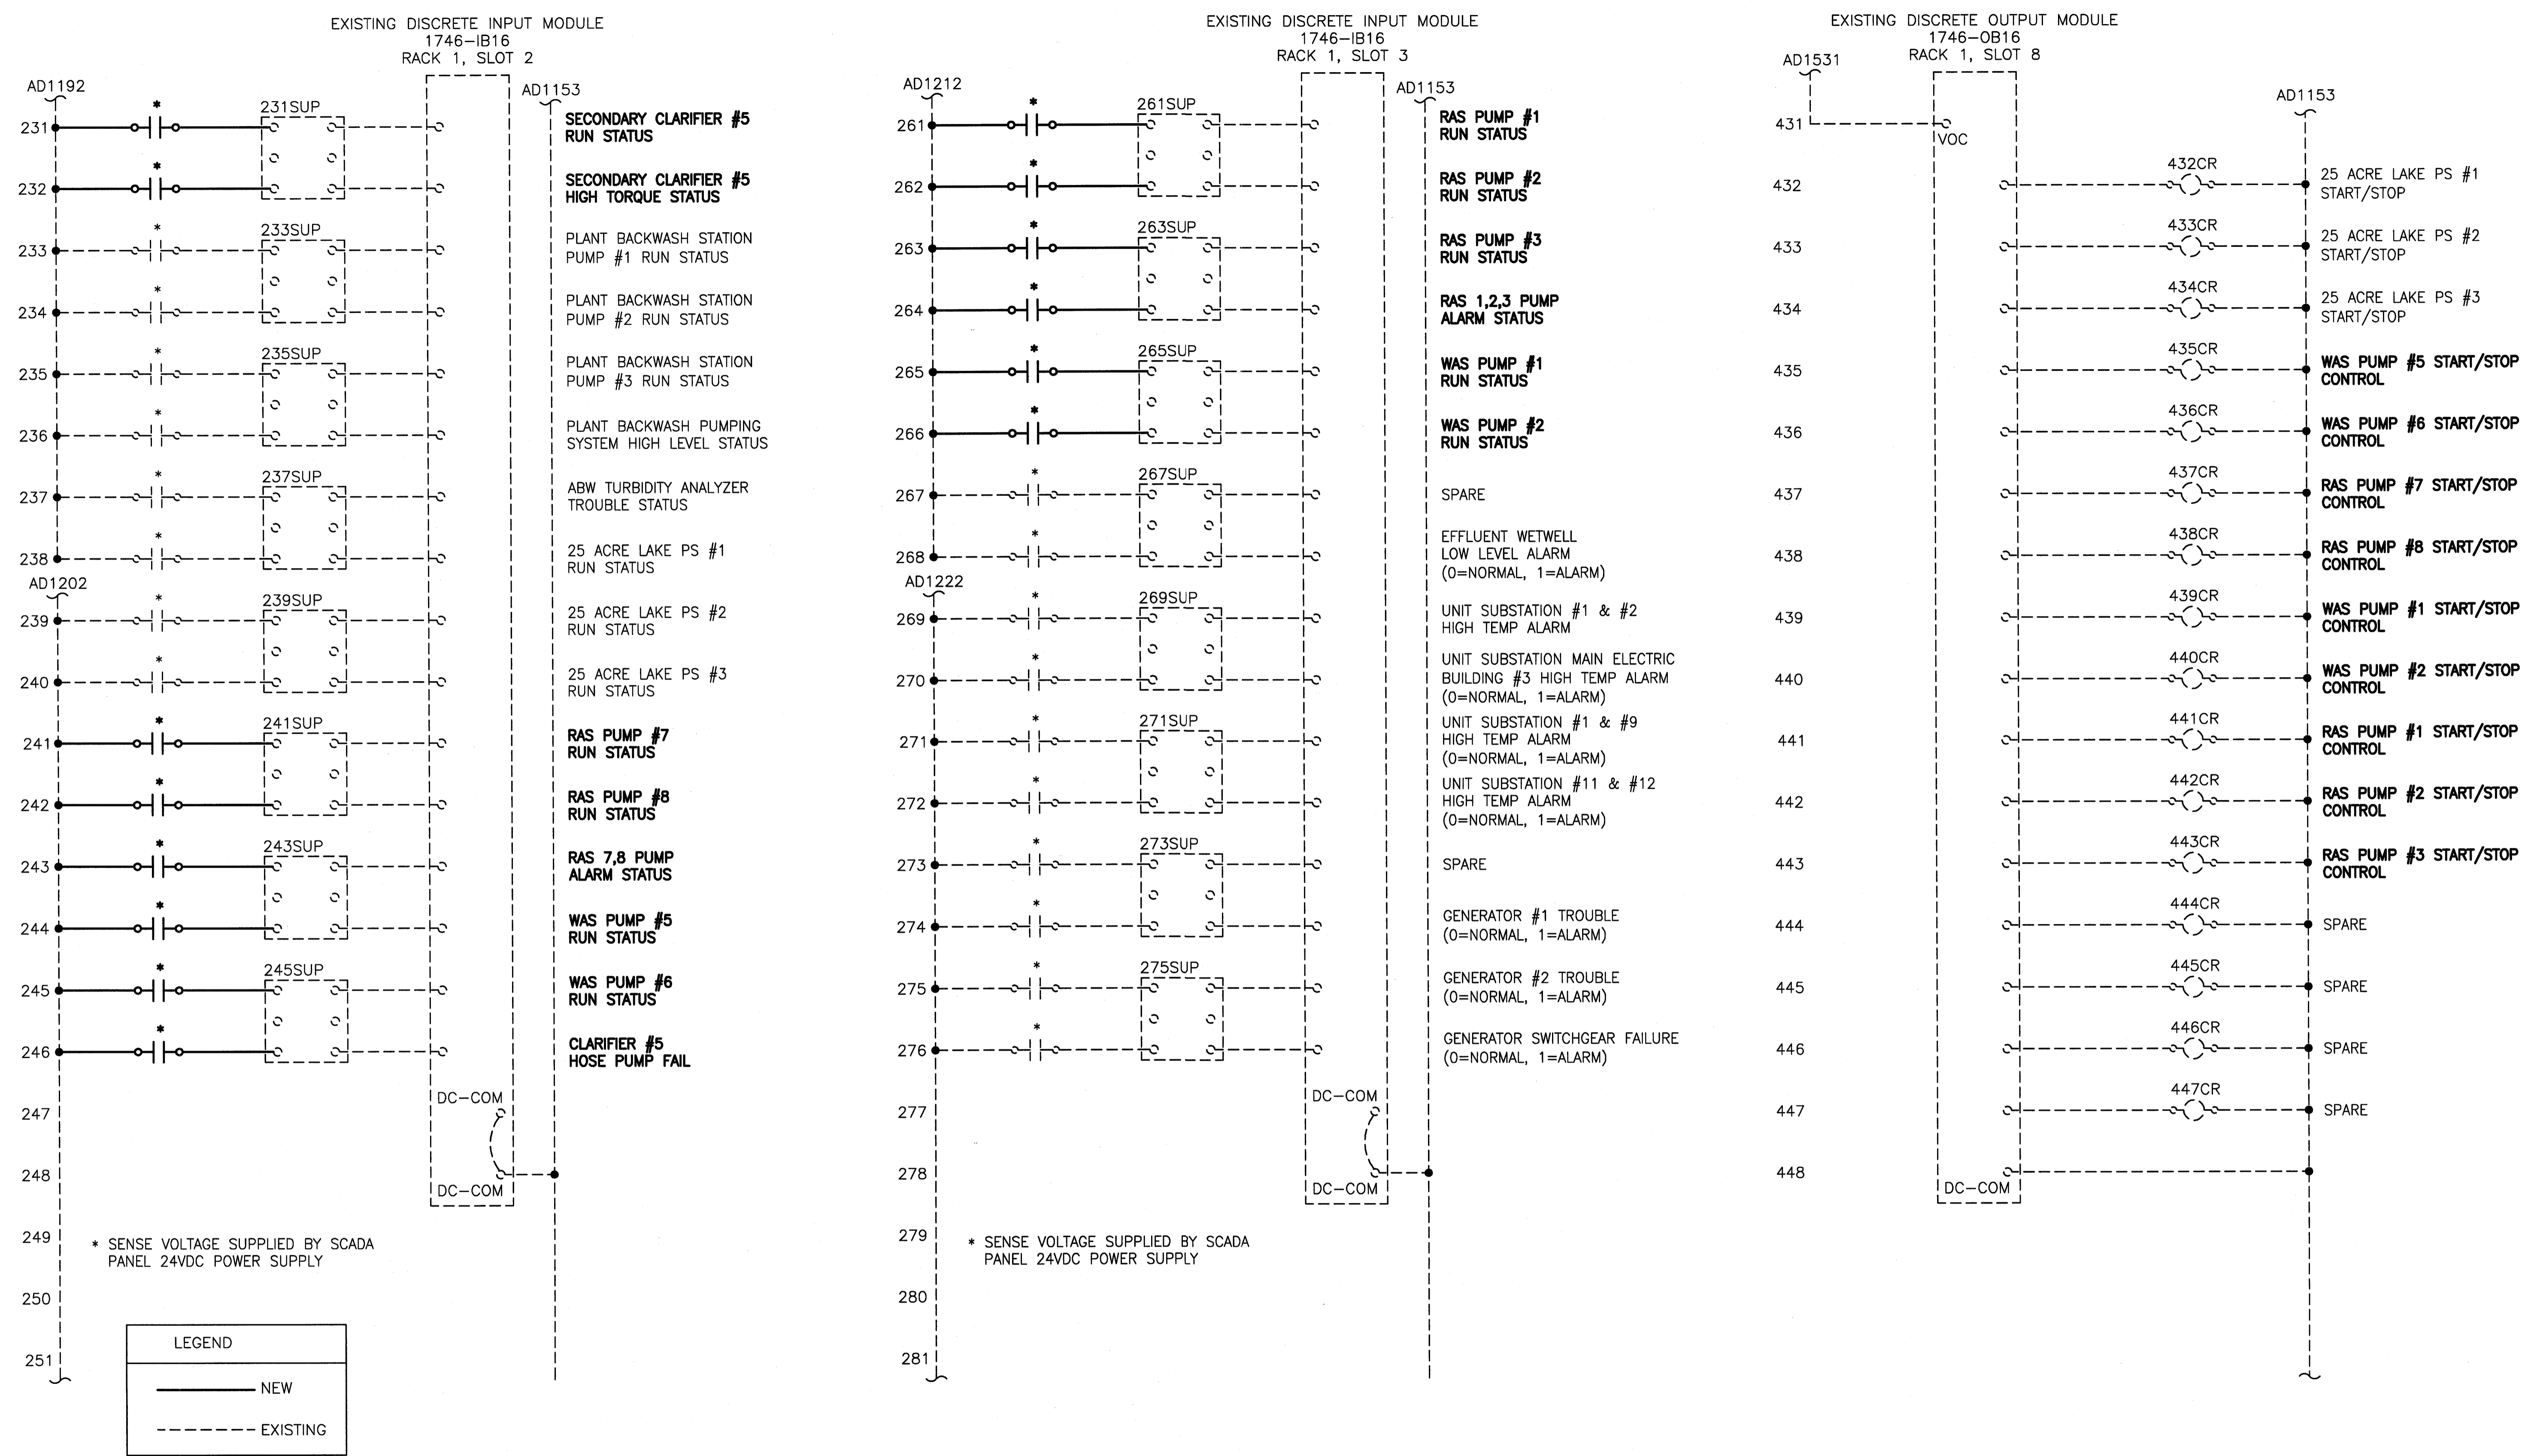 EXISTING DISCRETE INPUT MODULE
1746-IB16
RACK 1, SLOT 2
AD1192
AD1153
*
231SUP
231
SECONDARY CLARIFIER #5
RUN STATUS
*
232
SECONDARY CLARIFIER #5
HIGH TORQUE STATUS
*
233SUP
233
PLANT BACKWASH STATION
PUMP #1 RUN STATUS
*
234
PLANT BACKWASH STATION
PUMP #2 RUN STATUS
*
235SUP
235
PLANT BACKWASH STATION
PUMP #3 RUN STATUS
*
236
PLANT BACKWASH PUMPING
SYSTEM HIGH LEVEL STATUS
*
237SUP
237
ABW TURBIDITY ANALYZER
TROUBLE STATUS
*
238
25 ACRE LAKE PS #1
RUN STATUS
AD1202
*
239SUP
239
25 ACRE LAKE PS #2
RUN STATUS
*
240
25 ACRE LAKE PS #3
RUN STATUS
*
241SUP
241
RAS PUMP #7
RUN STATUS
*
242
RAS PUMP #8
RUN STATUS
*
243SUP
243
RAS 7,8 PUMP
ALARM STATUS
*
244
WAS PUMP #5
RUN STATUS
*
245SUP
245
WAS PUMP #6
RUN STATUS
*
246
CLARIFIER #5
HOSE PUMP FAIL
DC-COM
247
248
DC-COM
249
* SENSE VOLTAGE SUPPLIED BY SCADA
PANEL 24VDC POWER SUPPLY
250
251
LEGEND
NEW
EXISTING
EXISTING DISCRETE INPUT MODULE
1746-IB16
RACK 1, SLOT 3
AD1212
AD1153
*
261SUP
261
RAS PUMP #1
RUN STATUS
*
262
RAS PUMP #2
RUN STATUS
*
263SUP
263
RAS PUMP #3
RUN STATUS
*
264
RAS 1,2,3 PUMP
ALARM STATUS
*
265SUP
265
WAS PUMP #1
RUN STATUS
*
266
WAS PUMP #2
RUN STATUS
*
267SUP
267
SPARE
*
268
EFFLUENT WETWELL
LOW LEVEL ALARM
(0=NORMAL, 1=ALARM)
AD1222
*
269SUP
269
UNIT SUBSTATION #1 & #2
HIGH TEMP ALARM
*
270
UNIT SUBSTATION MAIN ELECTRIC
BUILDING #3 HIGH TEMP ALARM
(0=NORMAL, 1=ALARM)
*
271SUP
271
UNIT SUBSTATION #1 & #9
HIGH TEMP ALARM
(0=NORMAL, 1=ALARM)
*
272
UNIT SUBSTATION #11 & #12
HIGH TEMP ALARM
(0=NORMAL, 1=ALARM)
*
273SUP
273
SPARE
*
274
GENERATOR #1 TROUBLE
(0=NORMAL, 1=ALARM)
*
275SUP
275
GENERATOR #2 TROUBLE
(0=NORMAL, 1=ALARM)
*
276
GENERATOR SWITCHGEAR FAILURE
(0=NORMAL, 1=ALARM)
DC-COM
277
278
DC-COM
279
* SENSE VOLTAGE SUPPLIED BY SCADA
PANEL 24VDC POWER SUPPLY
280
281
EXISTING DISCRETE OUTPUT MODULE
1746-OB16
RACK 1, SLOT 8
AD1531
AD1153
431
VOC
432CR
432
25 ACRE LAKE PS #1
START/STOP
433CR
433
25 ACRE LAKE PS #2
START/STOP
434CR
434
25 ACRE LAKE PS #3
START/STOP
435CR
435
WAS PUMP #5 START/STOP
CONTROL
436CR
436
WAS PUMP #6 START/STOP
CONTROL
437CR
437
RAS PUMP #7 START/STOP
CONTROL
438CR
438
RAS PUMP #8 START/STOP
CONTROL
439CR
439
WAS PUMP #1 START/STOP
CONTROL
440CR
440
WAS PUMP #2 START/STOP
CONTROL
441CR
441
RAS PUMP #1 START/STOP
CONTROL
442CR
442
RAS PUMP #2 START/STOP
CONTROL
443CR
443
RAS PUMP #3 START/STOP
CONTROL
444CR
444
SPARE
445CR
445
SPARE
446CR
446
SPARE
447CR
447
SPARE
448
DC-COM